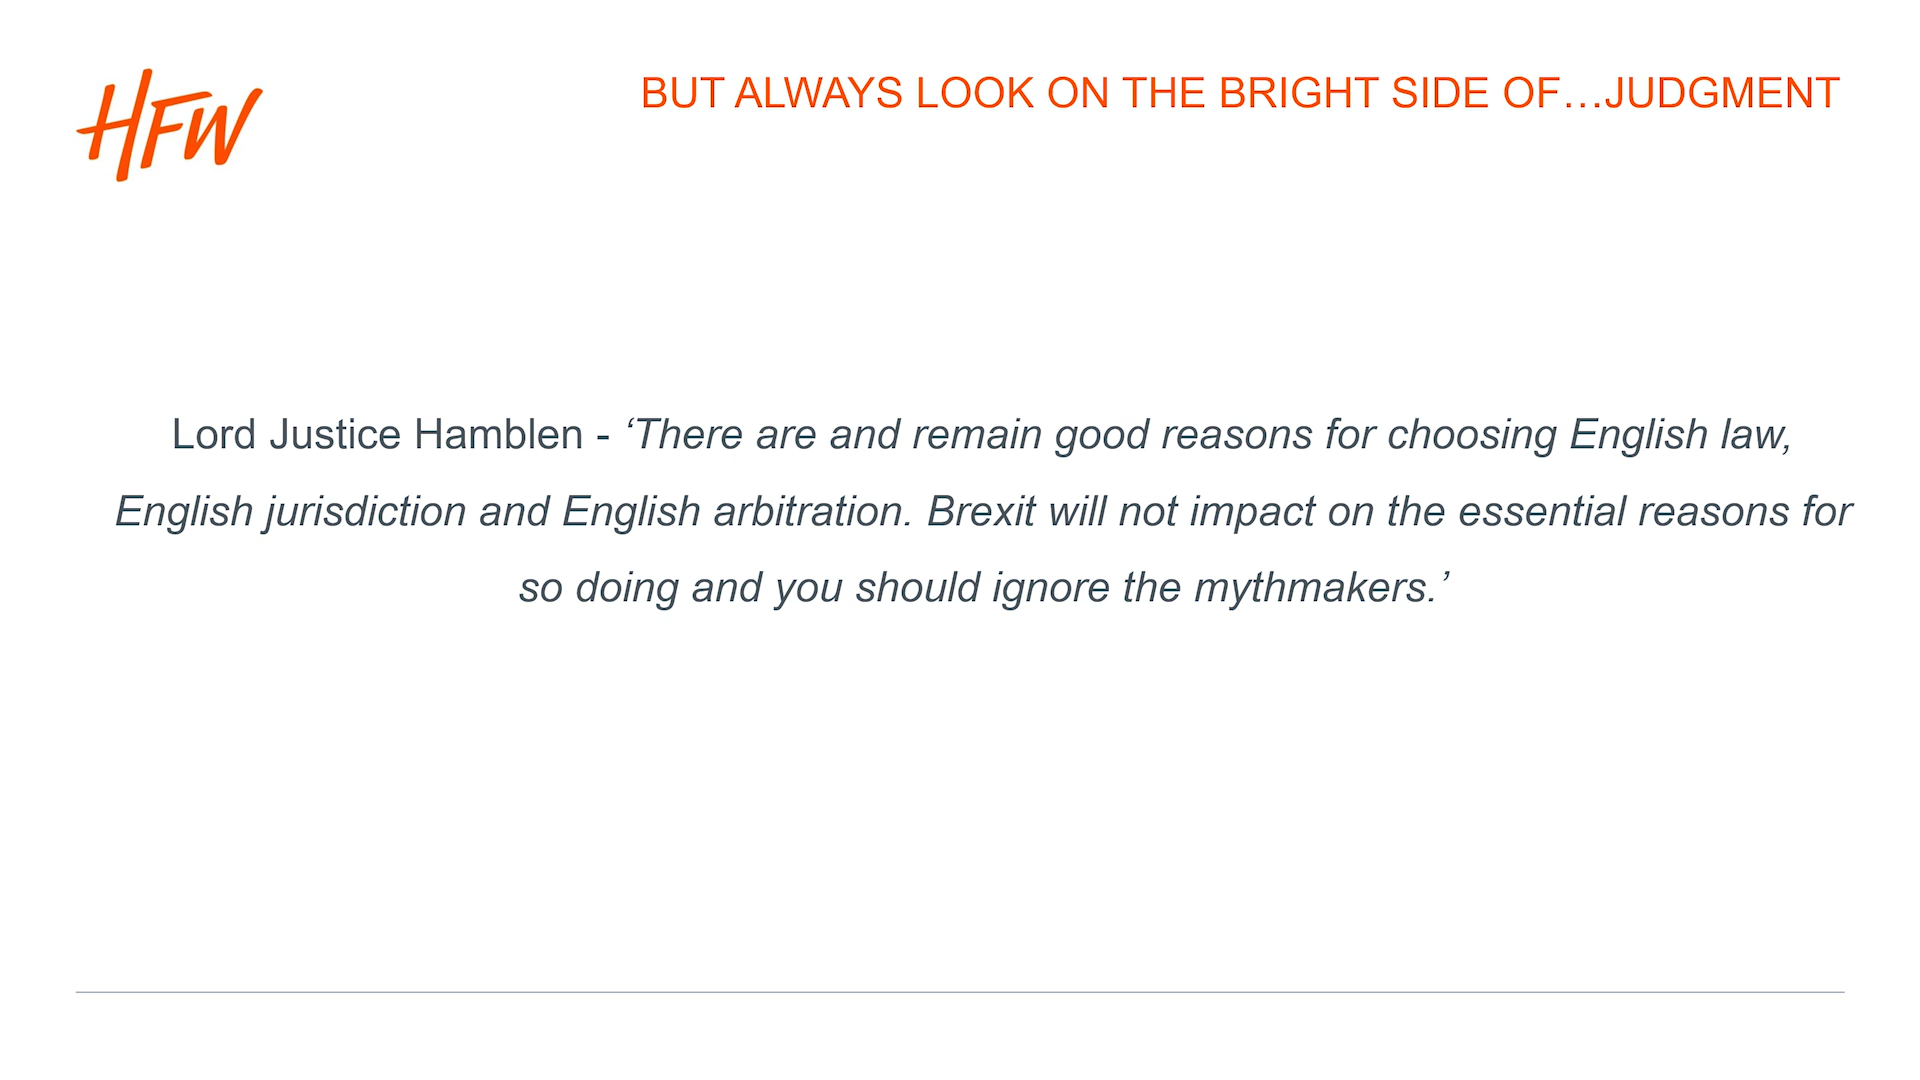 HFW
BUT ALWAYS LOOK ON THE BRIGHT SIDE OF…JUDGMENT
Lord Justice Hamblen - ‘There are and remain good reasons for choosing English law,
English jurisdiction and English arbitration. Brexit will not impact on the essential reasons for
so doing and you should ignore the mythmakers.’